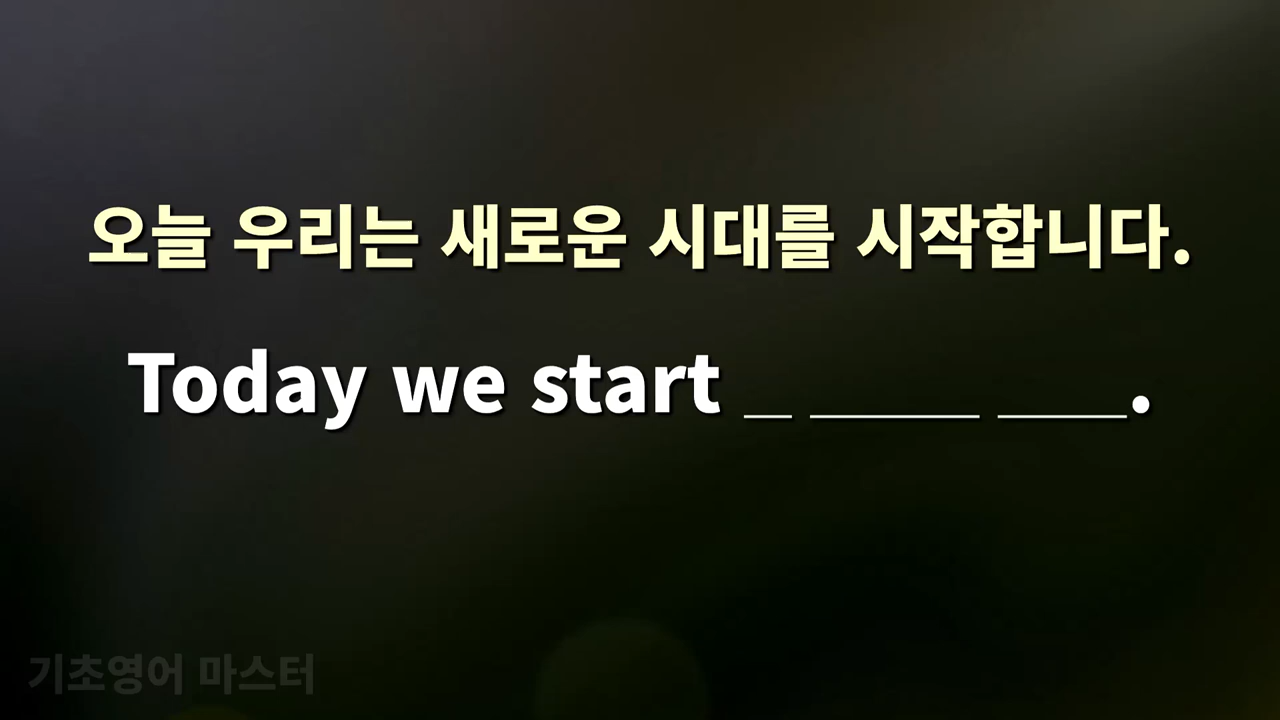 오늘 우리는 새로운 시대를 시작합니다.
Today we start _ ____ ___.
기초영어 마스터